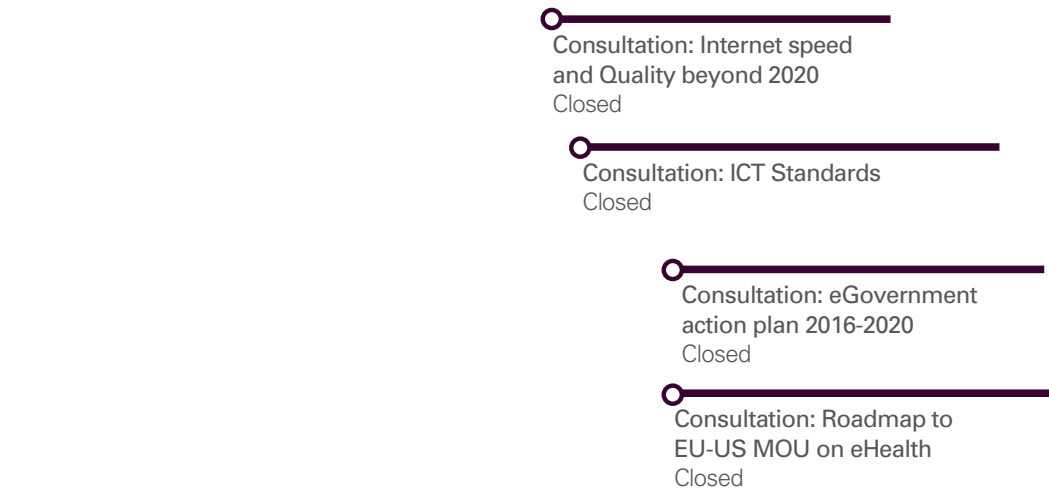 Consultation: Internet speed
and Quality beyond 2020
Closed
Consultation: ICT Standards
Closed
Consultation: eGovernment
action plan 2016-2020
Closed
Consultation: Roadmap to
EU-US MOU on eHealth
Closed